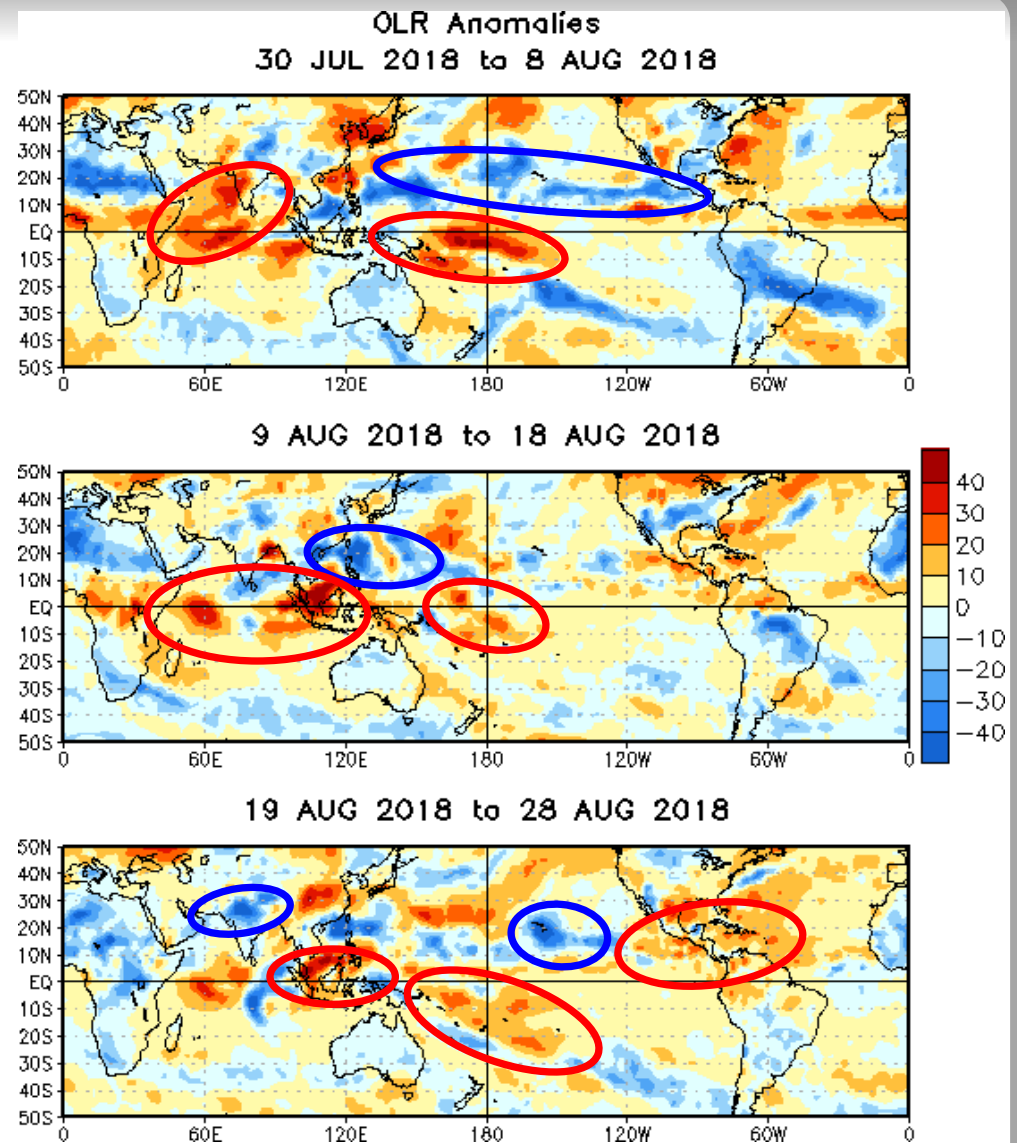 OLR Anomalies
30 JUL 2018 to 8 AUG 2018
50N
40N
30N
20N
10N
EQ
10S
20S
30S
40S
50S
0 60E 120E 180 120W 60W 0
9 AUG 2018 to 18 AUG 2018
50N
40N
30N
20N
10N
EQ
10S
20S
30S
40S
50S
0 60E 120E 180 120W 60W 0
40
30
20
10
0
-10
-20
-30
-40
19 AUG 2018 to 28 AUG 2018
50N
40N
30N
20N
10N
EQ
10S
20S
30S
40S
50S
0 60E 120E 180 120W 60W 0